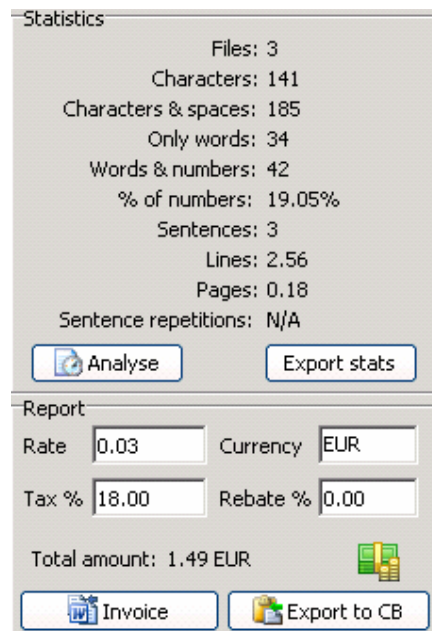 Statistics
Files: 3
Characters: 141
Characters & spaces: 185
Only words: 34
Words & numbers: 42
% of numbers: 19.05%
Sentences: 3
Lines: 2.56
Pages: 0.18
Sentence repetitions: N/A
Analyse Export stats
Report
Rate 0.03 Currency EUR
Tax % 18.00 Rebate % 0.00
Total amount: 1.49 EUR
Invoice Export to CB